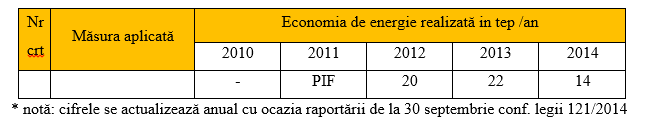 Nr crt Măsura aplicată Economia de energie realizată in tep /an
2010 2011 2012 2013 2014
- PIF 20 22 14
* notă: cifrele se actualizează anual cu ocazia raportării de la 30 septembrie conf. legii 121/2014